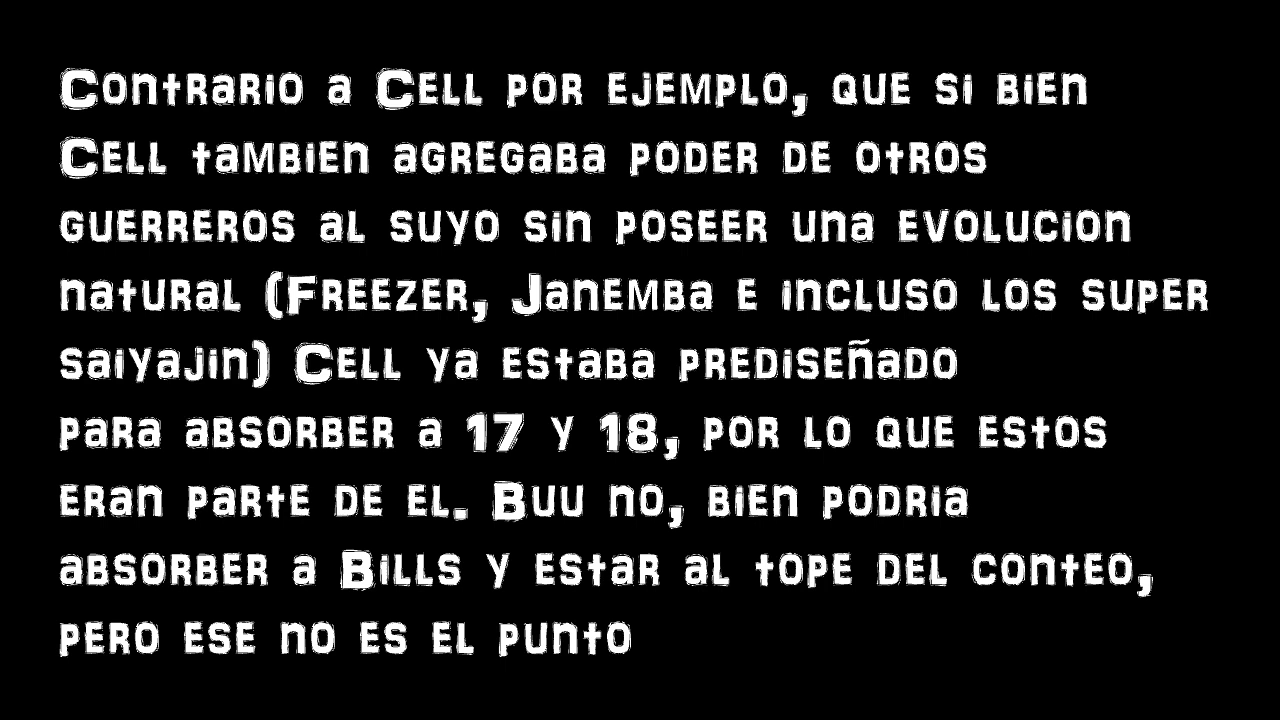 Contrario a Cell por ejemplo, que si bien
Cell tambien agregaba poder de otros
guerreros al suyo sin poseer una evolucion
natural (Freezer, Janemba e incluso los super
saiyajin) Cell ya estaba prediseñado
para absorber a 17 y 18, por lo que estos
eran parte de el. Buu no, bien podria
absorber a Bills y estar al tope del conteo,
pero ese no es el punto